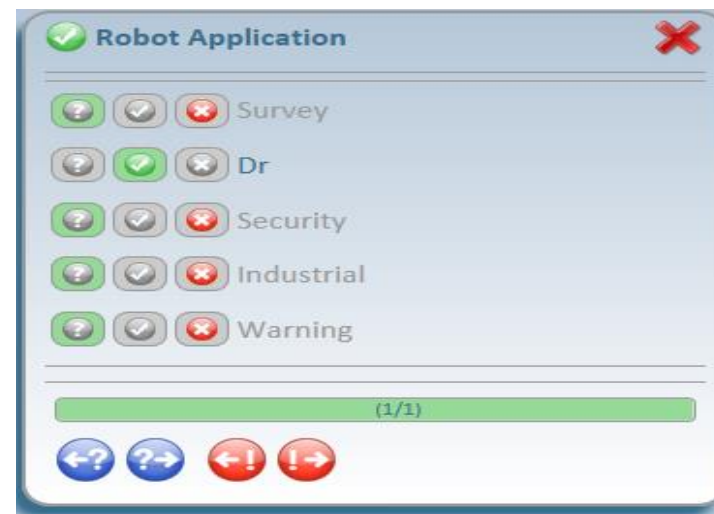 Robot Application
Survey
Dr
Security
Industrial
Warning
(1/1)